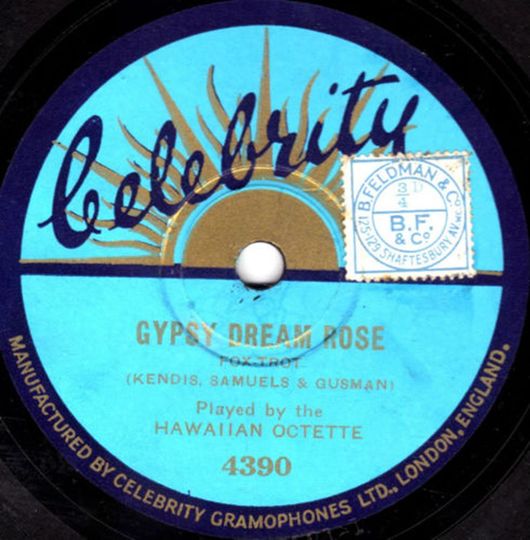 Celebrity
B. FELDMAN & Co.
3D
4
B.F.
& Co.
125-129, SHAFTESBURY AV. W.C.
GYPSY DREAM ROSE
FOX-TROT
(KENDIS, SAMUELS & GUSMAN)
Played by the
HAWAIIAN OCTETTE
4390
MANUFACTURED BY CELEBRITY GRAMOPHONES LTD., LONDON, ENGLAND.